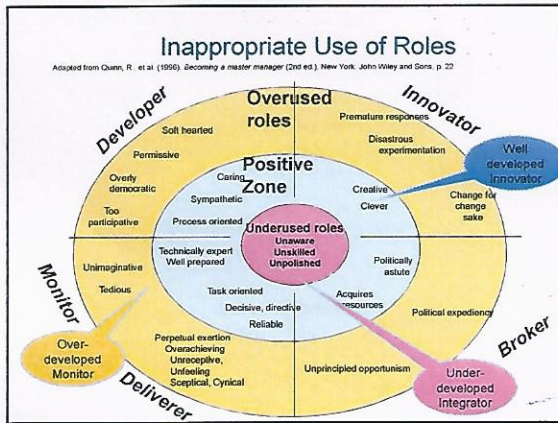 Inappropriate Use of Roles
Adapted from Quinn, R., et al. (1996). Becoming a master manager (2nd ed.). New York: John Wiley and Sons, p. 22
Developer
Overused
roles
Innovator
Premature responses
Soft hearted
Disastrous
experimentation
Permissive
Positive
Zone
Well
developed
Innovator
Overly
democratic
Caring
Sympathetic
Creative
Clever
Change for
change
sake
Too
participative
Process oriented
Underused roles
Unaware
Unskilled
Unpolished
Technically expert
Well prepared
Politically
astute
Monitor
Unimaginative
Tedious
Task oriented
Acquires
resources
Decisive, directive
Reliable
Political expediency
Broker
Over-
developed
Monitor
Perpetual exertion
Overachieving
Unreceptive,
Unfeeling
Sceptical, Cynical
Unprincipled opportunism
Under-
developed
Integrator
Deliverer